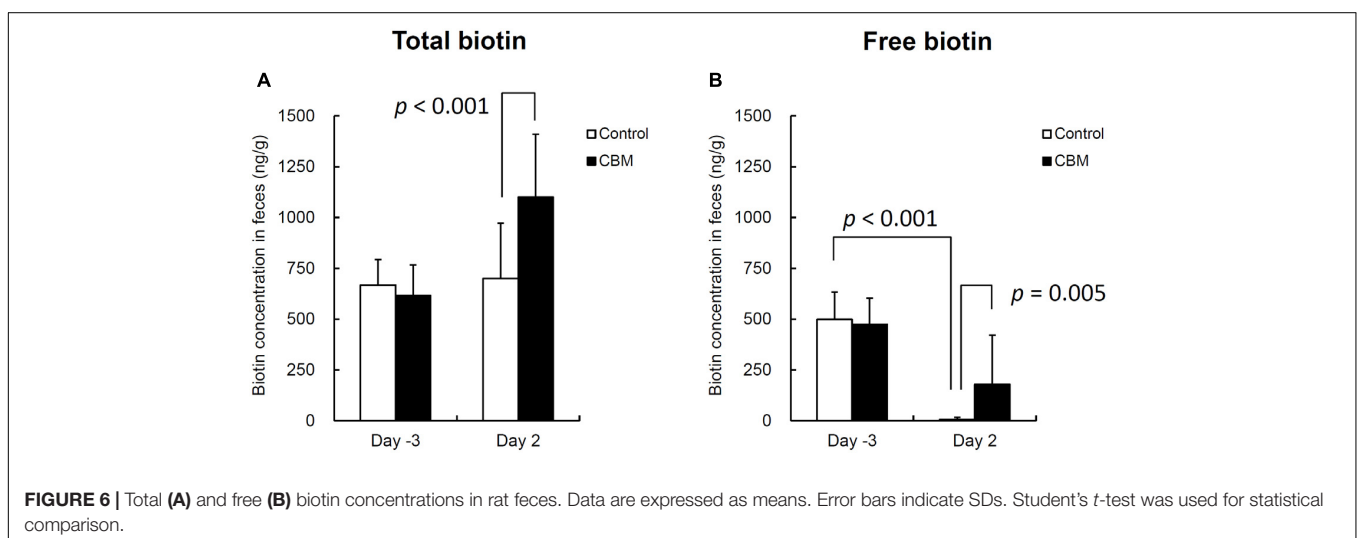 Total biotin
A
p < 0.001
1500
1250
1000
750
500
250
0
Biotin concentration in feces (ng/g)
Control
CBM
Day -3
Day 2
Free biotin
B
1500
1250
1000
750
500
250
0
Biotin concentration in feces (ng/g)
Control
CBM
p < 0.001
p = 0.005
Day -3
Day 2
FIGURE 6 | Total (A) and free (B) biotin concentrations in rat feces. Data are expressed as means. Error bars indicate SDs. Student's t-test was used for statistical
comparison.